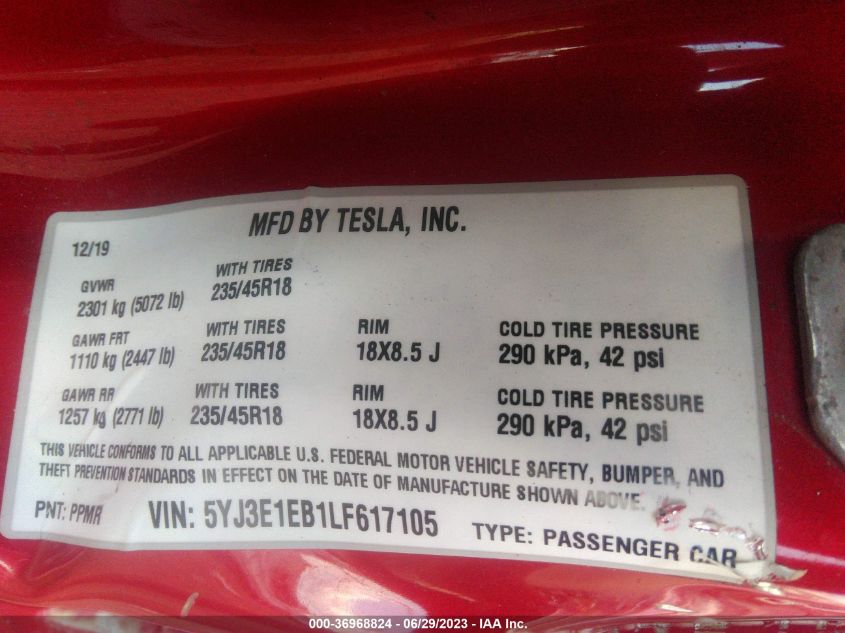 MFD BY TESLA, INC.
12/19
GVWR WITH TIRES
2301 kg (5072 lb) 235/45R18
GAWR FRT WITH TIRES RIM COLD TIRE PRESSURE
1110 kg (2447 lb) 235/45R18 18X8.5 J 290 kPa, 42 psi
GAWR RR WITH TIRES RIM COLD TIRE PRESSURE
1257 kg (2771 lb) 235/45R18 18X8.5 J 290 kPa, 42 psi
THIS VEHICLE CONFORMS TO ALL APPLICABLE U.S. FEDERAL MOTOR VEHICLE SAFETY, BUMPER, AND
THEFT PREVENTION STANDARDS IN EFFECT ON THE DATE OF MANUFACTURE SHOWN ABOVE.
PNT: PPMR VIN: 5YJ3E1EB1LF617105 TYPE: PASSENGER CAR
000-36968824 - 06/29/2023 - IAA Inc.